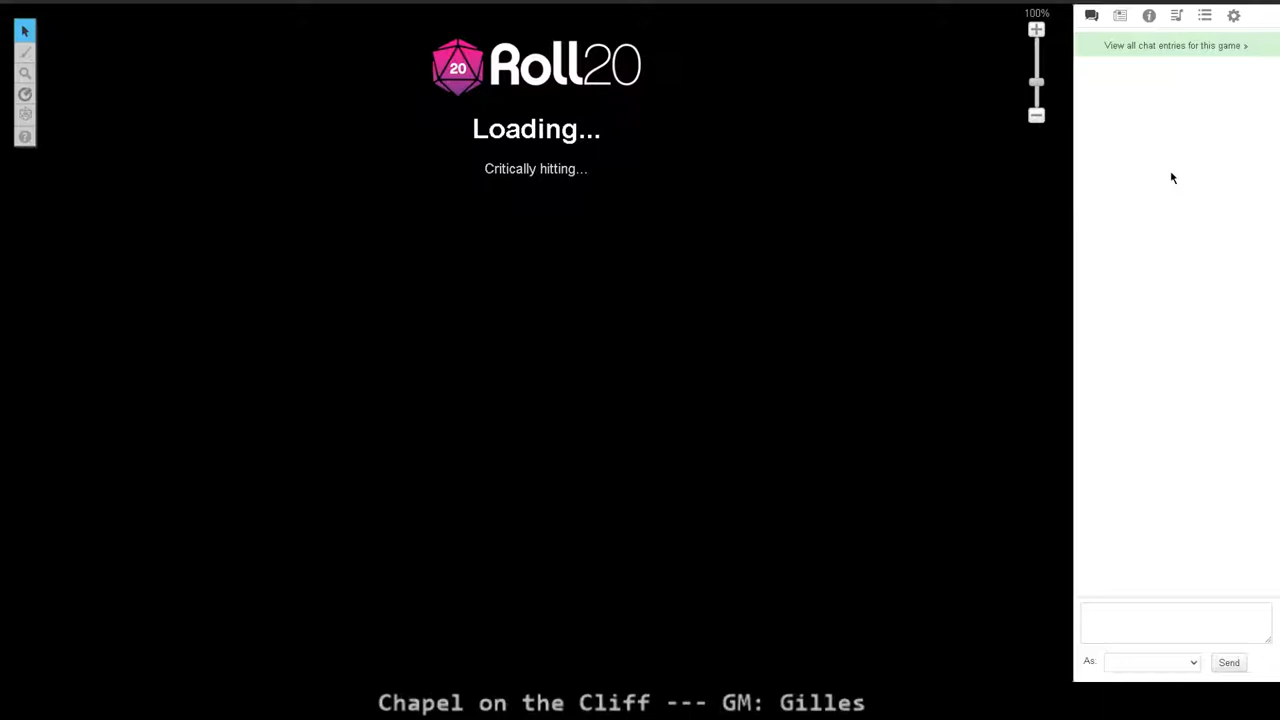 100%
20
Roll20
Loading...
Critically hitting...
View all chat entries for this game »
As:
Send
Chapel on the Cliff --- GM: Gilles